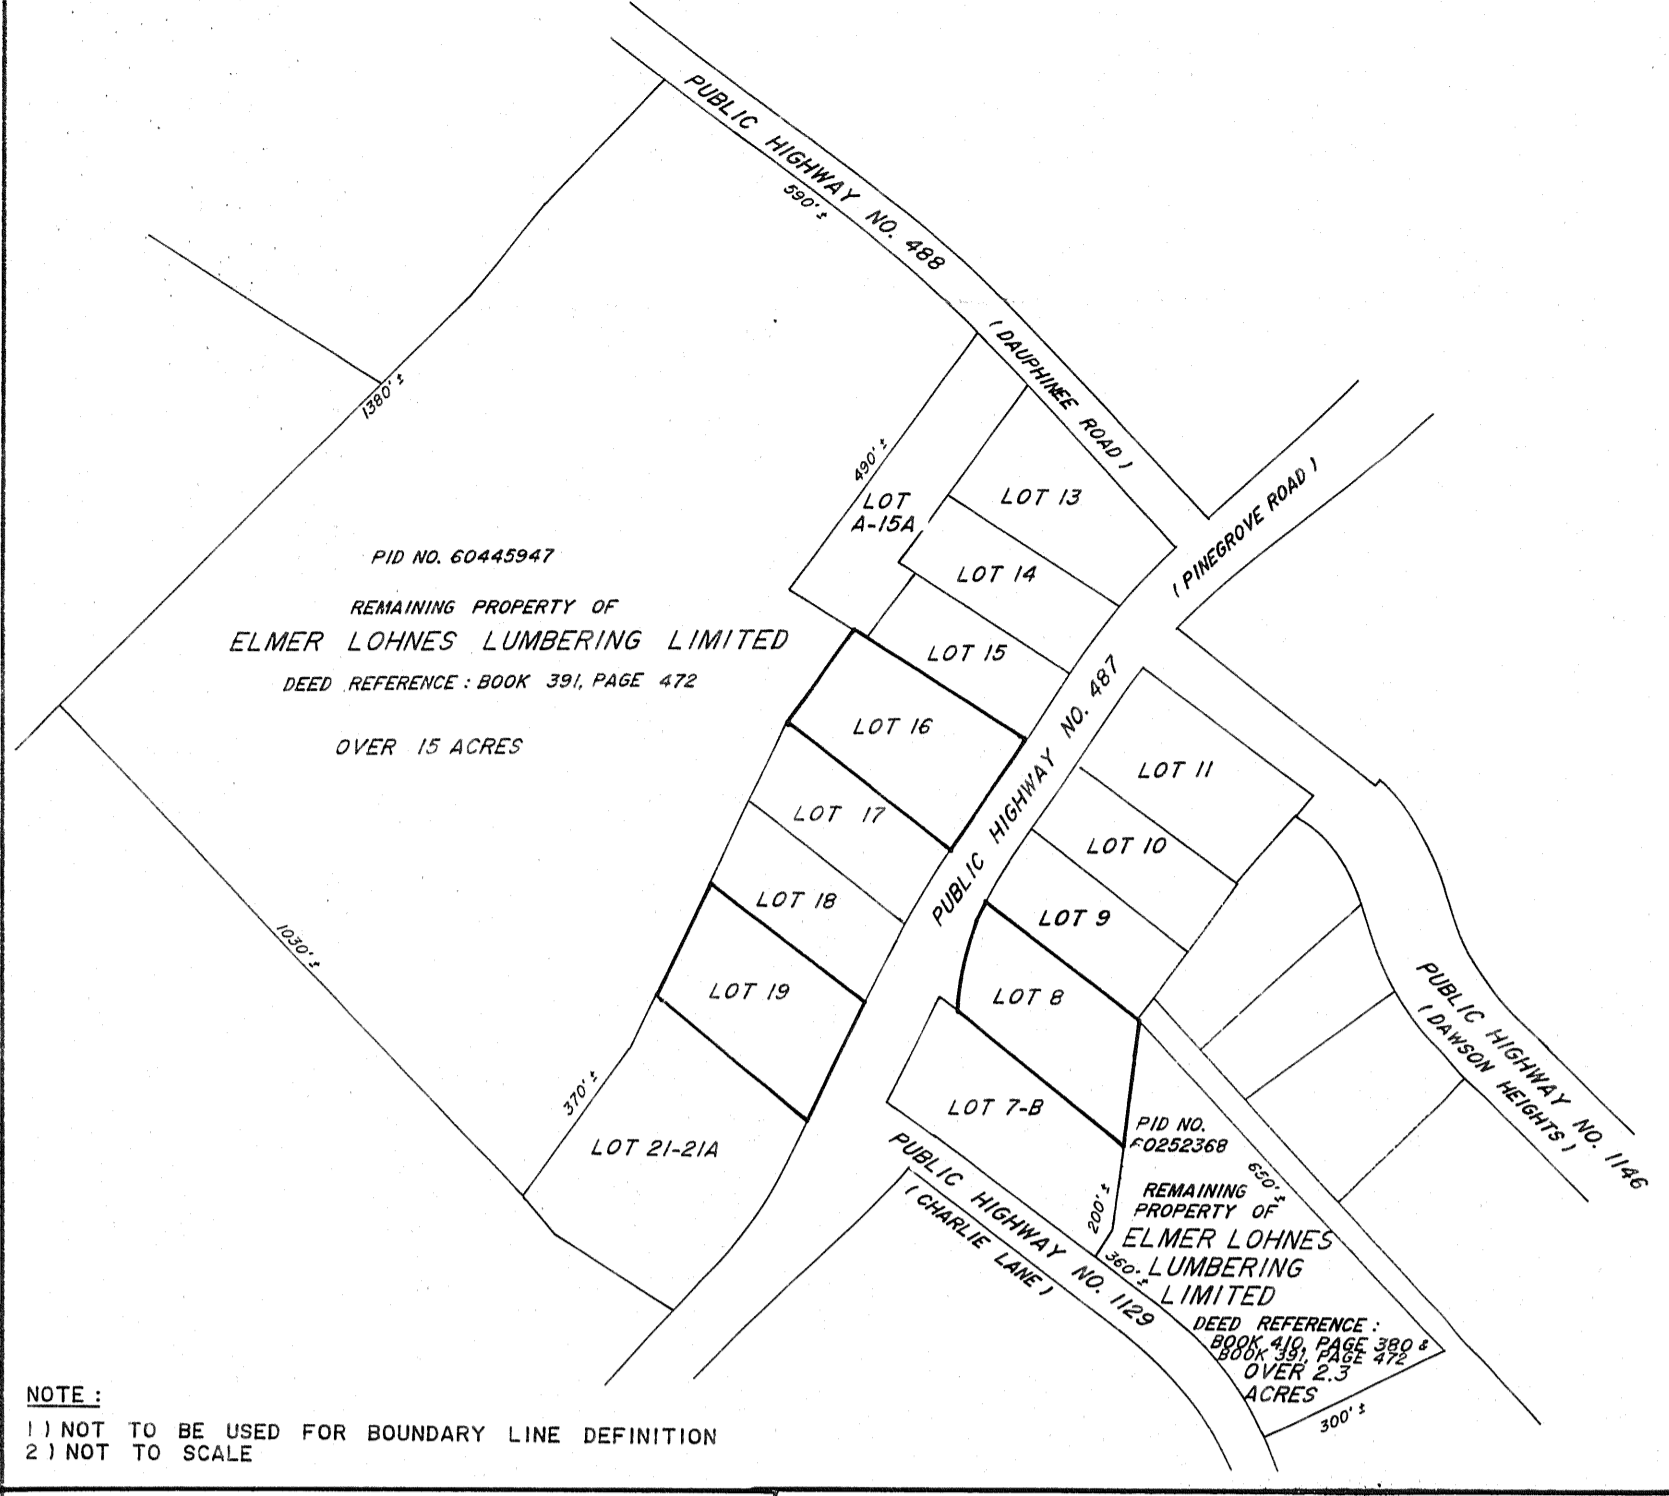 PUBLIC HIGHWAY NO. 488
(DAUPHINEE ROAD)
590'±
1380'±
490'±
LOT
A-15A
LOT 13
LOT 14
LOT 15
(PINEGROVE ROAD)
PID NO. 60445947
REMAINING PROPERTY OF
ELMER LOHNES LUMBERING LIMITED
DEED REFERENCE: BOOK 391, PAGE 472
OVER 15 ACRES
LOT 16
LOT 17
LOT 18
LOT 19
LOT 21-21A
1030'±
370'±
PUBLIC HIGHWAY NO. 487
LOT 11
LOT 10
LOT 9
LOT 8
LOT 7-B
PUBLIC HIGHWAY NO. 1146
(DAWSON HEIGHTS)
PUBLIC HIGHWAY NO. 1129
(CHARLIE LANE)
PID NO.
60252368
650'±
200'±
360'±
REMAINING
PROPERTY OF
ELMER LOHNES
LUMBERING
LIMITED
DEED REFERENCE:
BOOK 410, PAGE 380 &
BOOK 391, PAGE 472
OVER 2.3
ACRES
300'±
NOTE:
1) NOT TO BE USED FOR BOUNDARY LINE DEFINITION
2) NOT TO SCALE